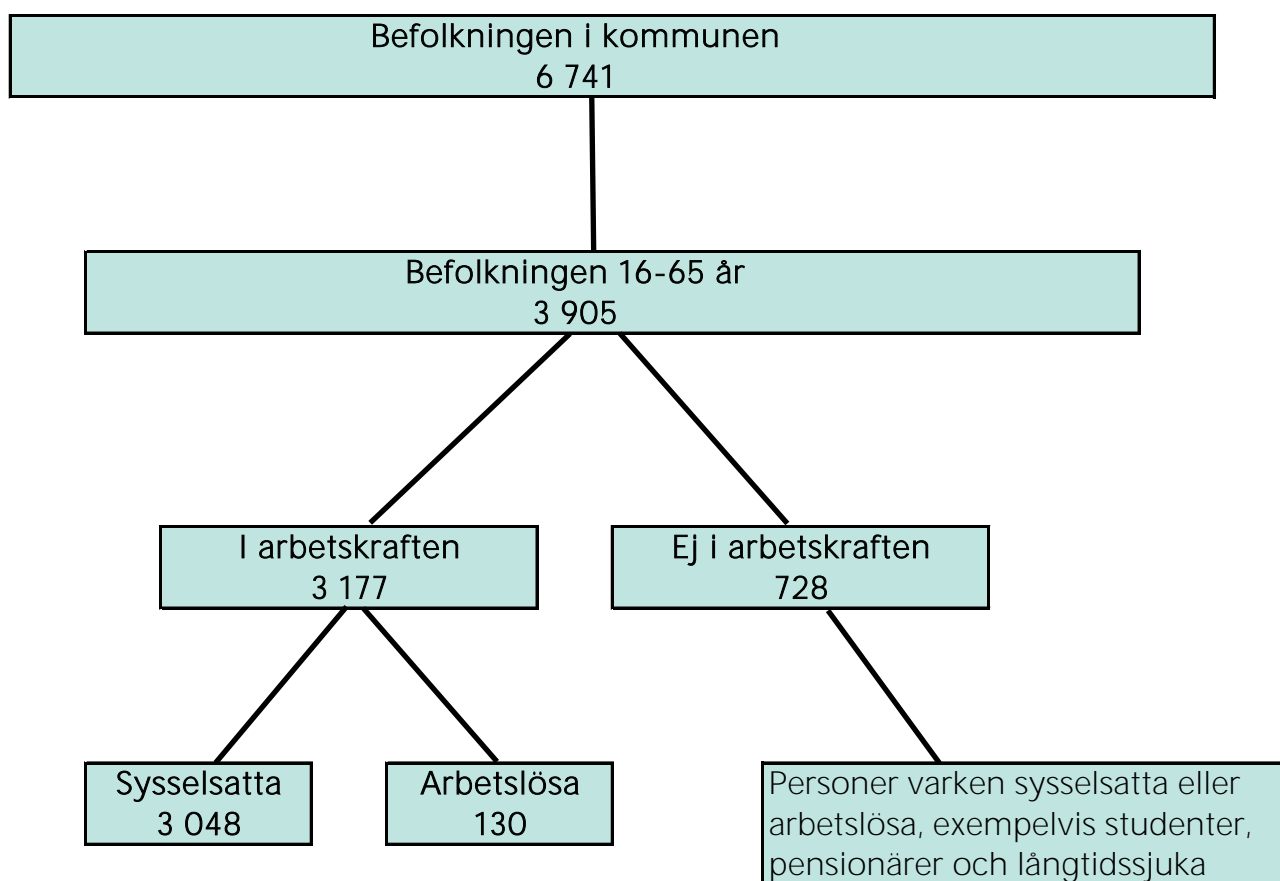 Befolkningen i kommunen
6 741
Befolkningen 16-65 år
3 905
I arbetskraften
3 177
Ej i arbetskraften
728
Sysselsatta
3 048
Arbetslösa
130
Personer varken sysselsatta eller
arbetslösa, exempelvis studenter,
pensionärer och långtidssjuka